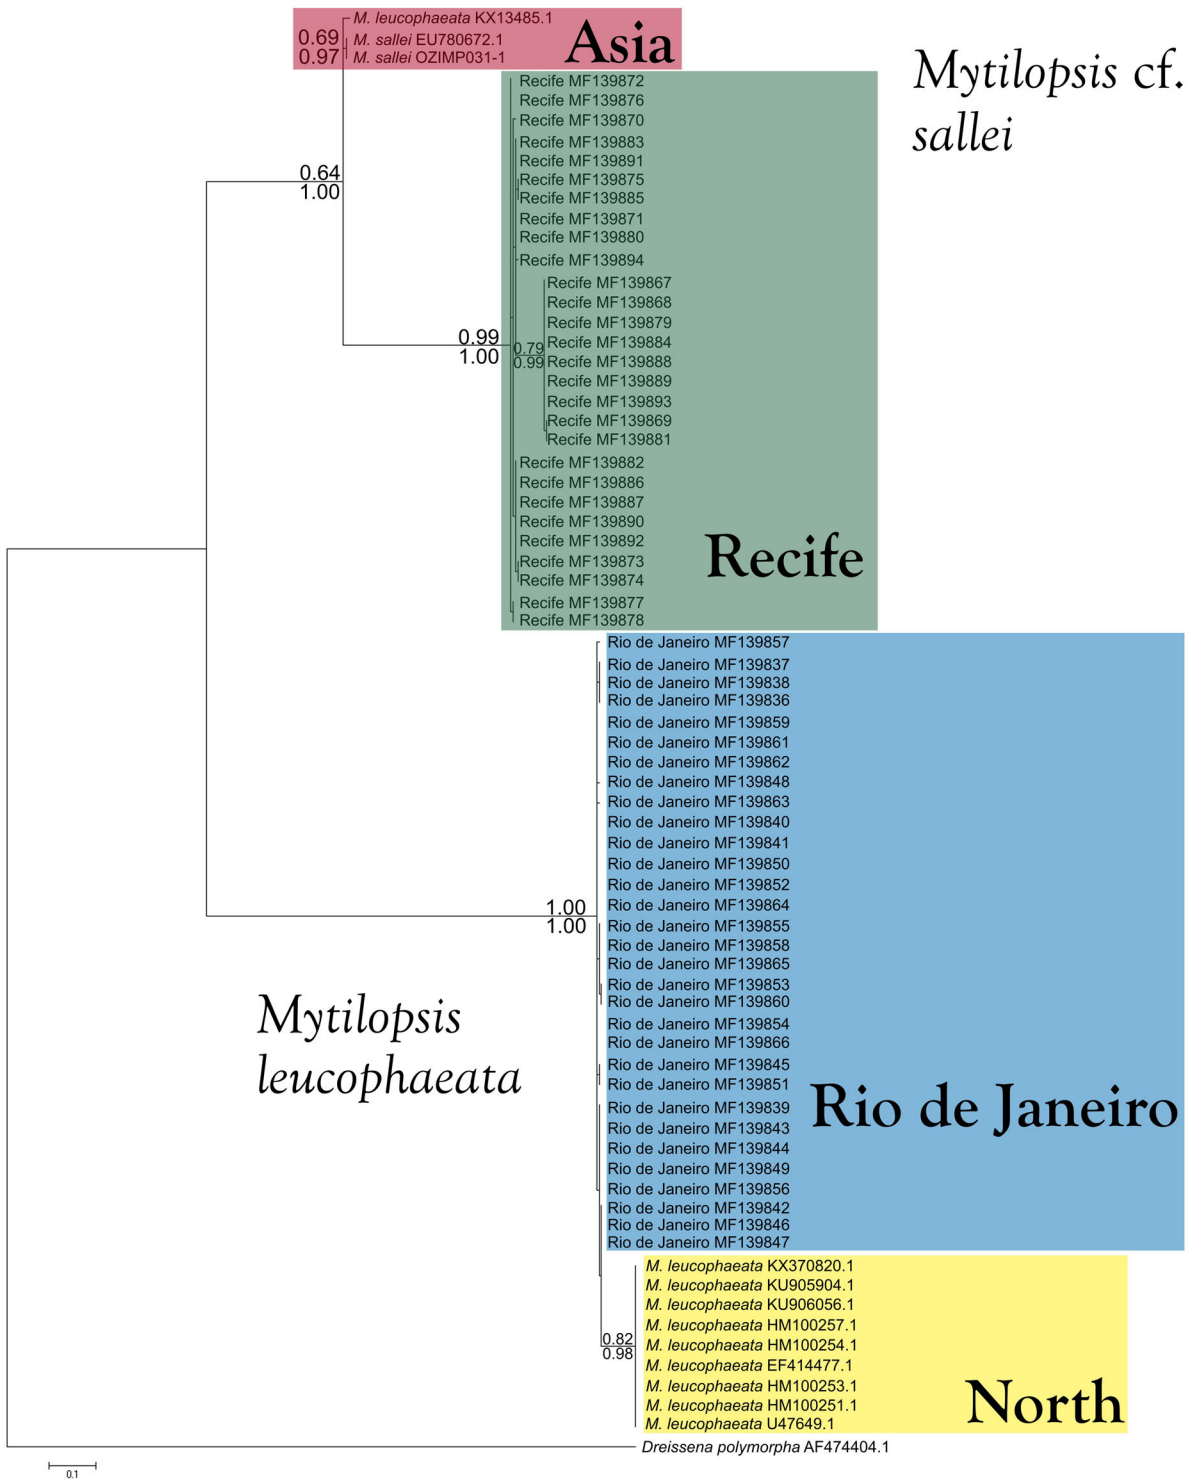 M. leucophaeata KX13485.1
0.69
M. sallei EU780672.1
0.97
M. sallei OZIMP031-1
Asia
Mytilopsis cf.
sallei
Recife MF139872
Recife MF139876
Recife MF139870
Recife MF139883
Recife MF139891
0.64
1.00
Recife MF139875
Recife MF139885
Recife MF139871
Recife MF139880
Recife MF139894
Recife MF139867
Recife MF139868
Recife MF139879
0.99
1.00
0.79
0.99
Recife MF139884
Recife MF139888
Recife MF139889
Recife MF139893
Recife MF139869
Recife MF139881
Recife MF139882
Recife MF139886
Recife MF139887
Recife MF139890
Recife MF139892
Recife MF139873
Recife MF139874
Recife MF139877
Recife MF139878
Recife
Rio de Janeiro MF139857
Rio de Janeiro MF139837
Rio de Janeiro MF139838
Rio de Janeiro MF139836
Rio de Janeiro MF139859
Rio de Janeiro MF139861
Rio de Janeiro MF139862
Rio de Janeiro MF139848
Rio de Janeiro MF139863
Rio de Janeiro MF139840
Rio de Janeiro MF139841
Rio de Janeiro MF139850
Rio de Janeiro MF139852
Rio de Janeiro MF139864
1.00
1.00
Rio de Janeiro MF139855
Rio de Janeiro MF139858
Rio de Janeiro MF139865
Rio de Janeiro MF139853
Rio de Janeiro MF139860
Rio de Janeiro MF139854
Rio de Janeiro MF139866
Rio de Janeiro MF139845
Rio de Janeiro MF139851
Rio de Janeiro MF139839
Rio de Janeiro MF139843
Rio de Janeiro MF139844
Rio de Janeiro MF139849
Rio de Janeiro MF139856
Rio de Janeiro MF139842
Rio de Janeiro MF139846
Rio de Janeiro MF139847
Mytilopsis
leucophaeata
Rio de Janeiro
M. leucophaeata KX370820.1
M. leucophaeata KU905904.1
M. leucophaeata KU906056.1
M. leucophaeata HM100257.1
0.82
0.98
M. leucophaeata HM100254.1
M. leucophaeata EF414477.1
M. leucophaeata HM100253.1
M. leucophaeata HM100251.1
M. leucophaeata U47649.1
North
Dreissena polymorpha AF474404.1
0.1